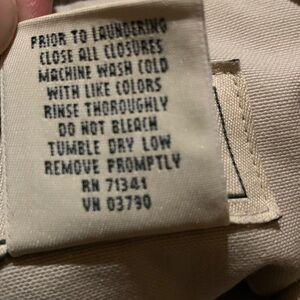 PRIOR TO LAUNDERING
CLOSE ALL CLOSURES
MACHINE WASH COLD
WITH LIKE COLORS
RINSE THOROUGHLY
DO NOT BLEACH
TUMBLE DRY LOW
REMOVE PROMPTLY
RN 71341
VN 03790